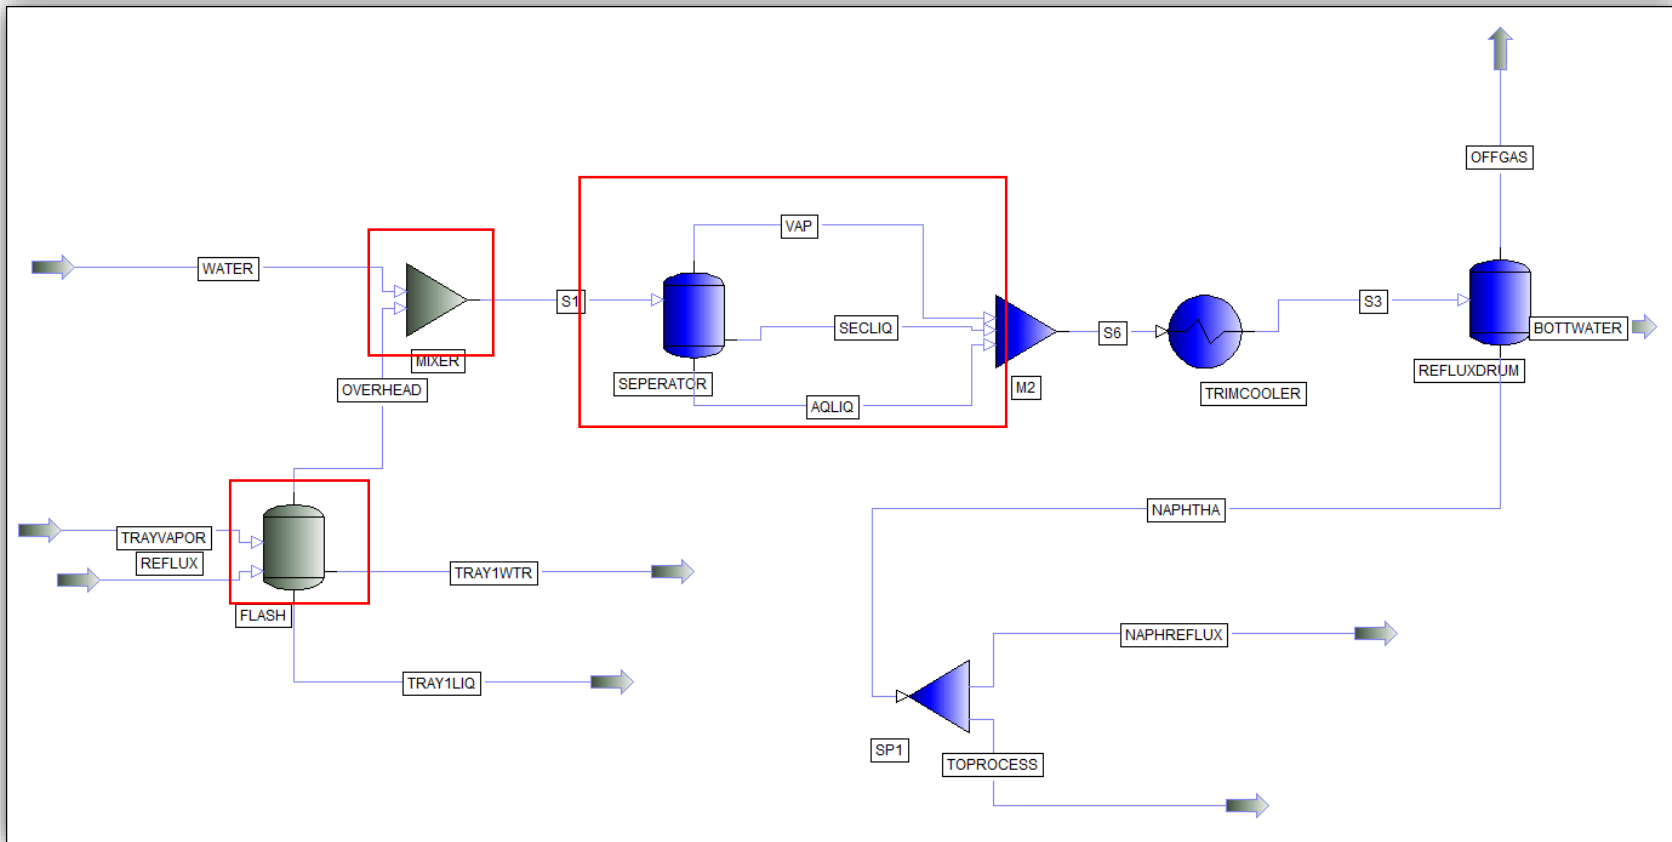 OFFGAS
VAP
WATER
S1
S3
SECLIQ
BOTTWATER
S6
MIXER
REFLUXDRUM
SEPERATOR
M2
OVERHEAD
TRIMCOOLER
AQLIQ
NAPHTHA
TRAYVAPOR
REFLUX
TRAY1WTR
FLASH
NAPHREFLUX
TRAY1LIQ
SP1
TOPROCESS